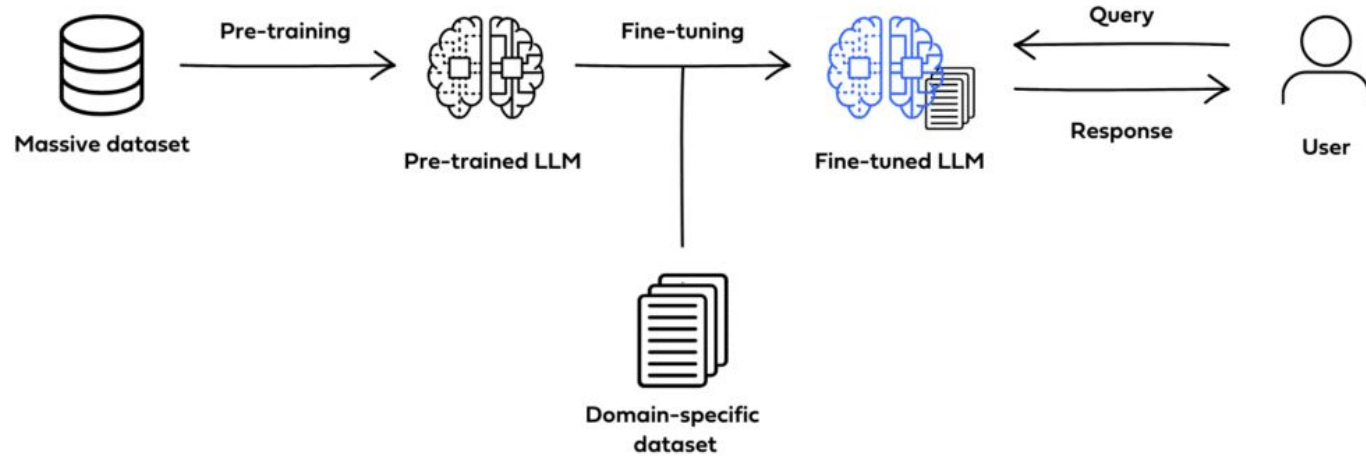 Pre-training
Fine-tuning
Query
Massive dataset
Pre-trained LLM
Fine-tuned LLM
Response
User
Domain-specific
dataset